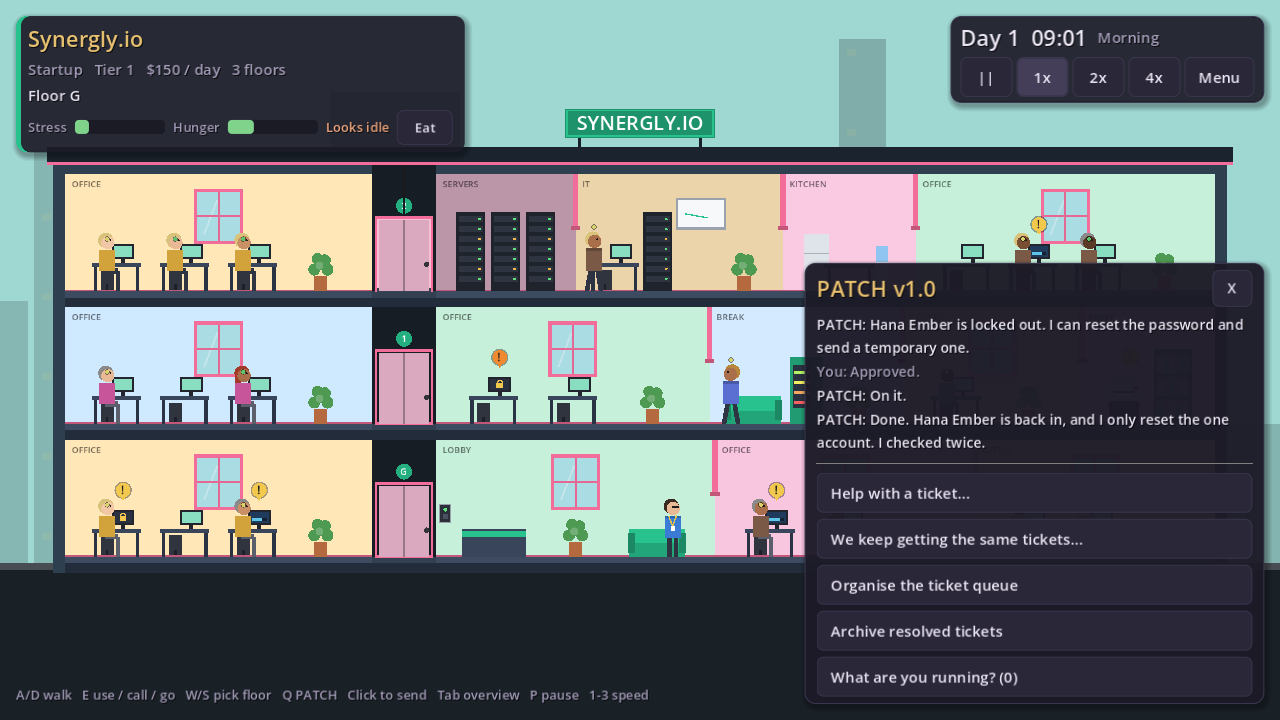 Synergly.io
Startup Tier 1 $150 / day 3 floors
Floor G
Stress Hunger Looks idle Eat
Day 1 09:01 Morning
|| 1x 2x 4x Menu
SYNERGLY.IO
OFFICE SERVERS IT KITCHEN OFFICE
!
PATCH v1.0 X
PATCH: Hana Ember is locked out. I can reset the password and
send a temporary one.
You: Approved.
PATCH: On it.
PATCH: Done. Hana Ember is back in, and I only reset the one
account. I checked twice.
Help with a ticket...
We keep getting the same tickets...
Organise the ticket queue
Archive resolved tickets
What are you running? (0)
OFFICE 1 OFFICE BREAK
!
OFFICE G LOBBY OFFICE
! ! !
A/D walk E use / call / go W/S pick floor Q PATCH Click to send Tab overview P pause 1-3 speed